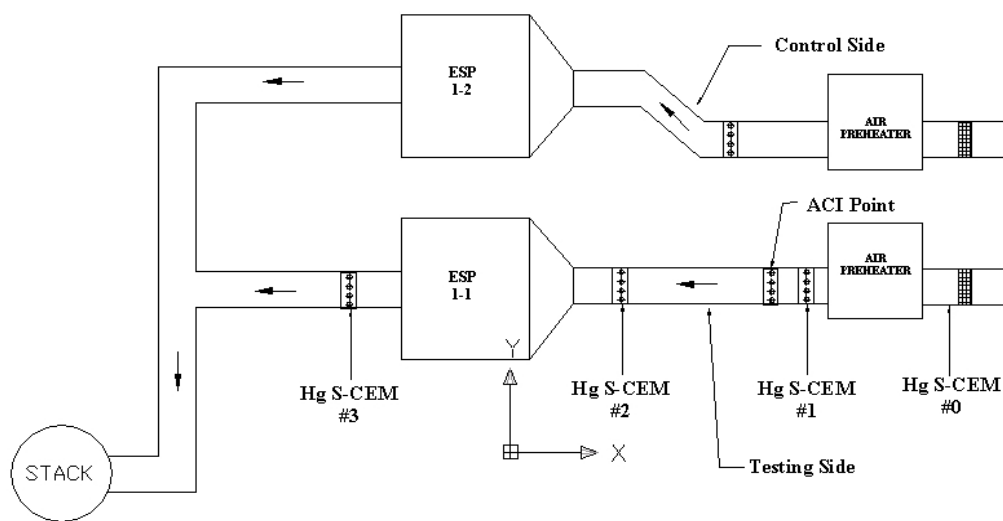 Control Side
ESP
1-2
AIR
PREHEATER
ACI Point
ESP
1-1
AIR
PREHEATER
Y
Hg S-CEM
#3
Hg S-CEM
#2
Hg S-CEM
#1
Hg S-CEM
#0
X
STACK
Testing Side